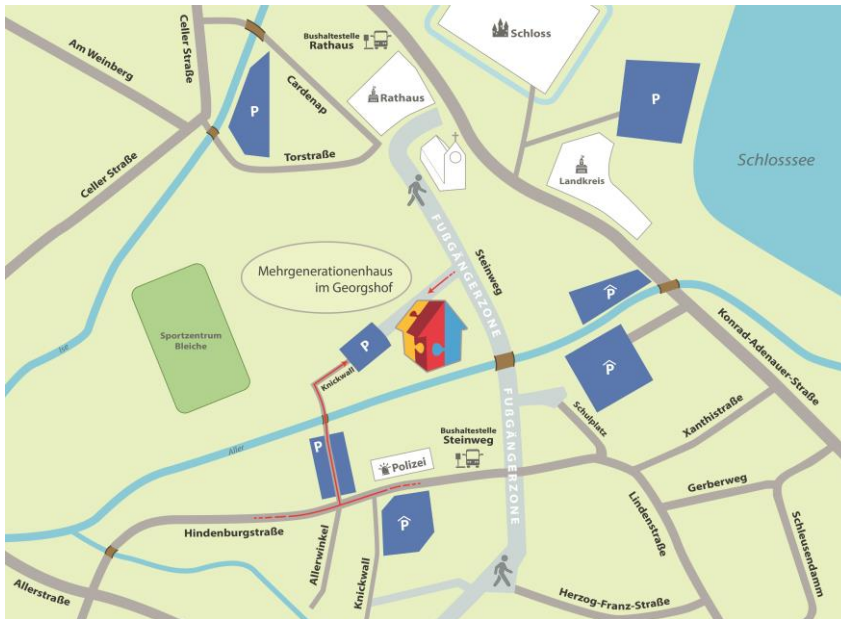 Celler Straße
Am Weinberg
Bushaltestelle
Rathaus
Schloss
P
Cardenap
Rathaus
P
Torstraße
Celler Straße
Landkreis
Schlosssee
FUßGÄNGERZONE
Steinweg
Mehrgenerationenhaus
im Georgshof
Sportzentrum
Bleiche
P
P
P
Knickwall
Konrad-Adenauer-Straße
Aller
FUßGÄNGERZONE
Schulplatz
Xanthistraße
Bushaltestelle
Steinweg
P
Polizei
Gerberweg
Lindenstraße
Schleusendamm
Hindenburgstraße
P
Allerwinkel
Knickwall
Allerstraße
Herzog-Franz-Straße